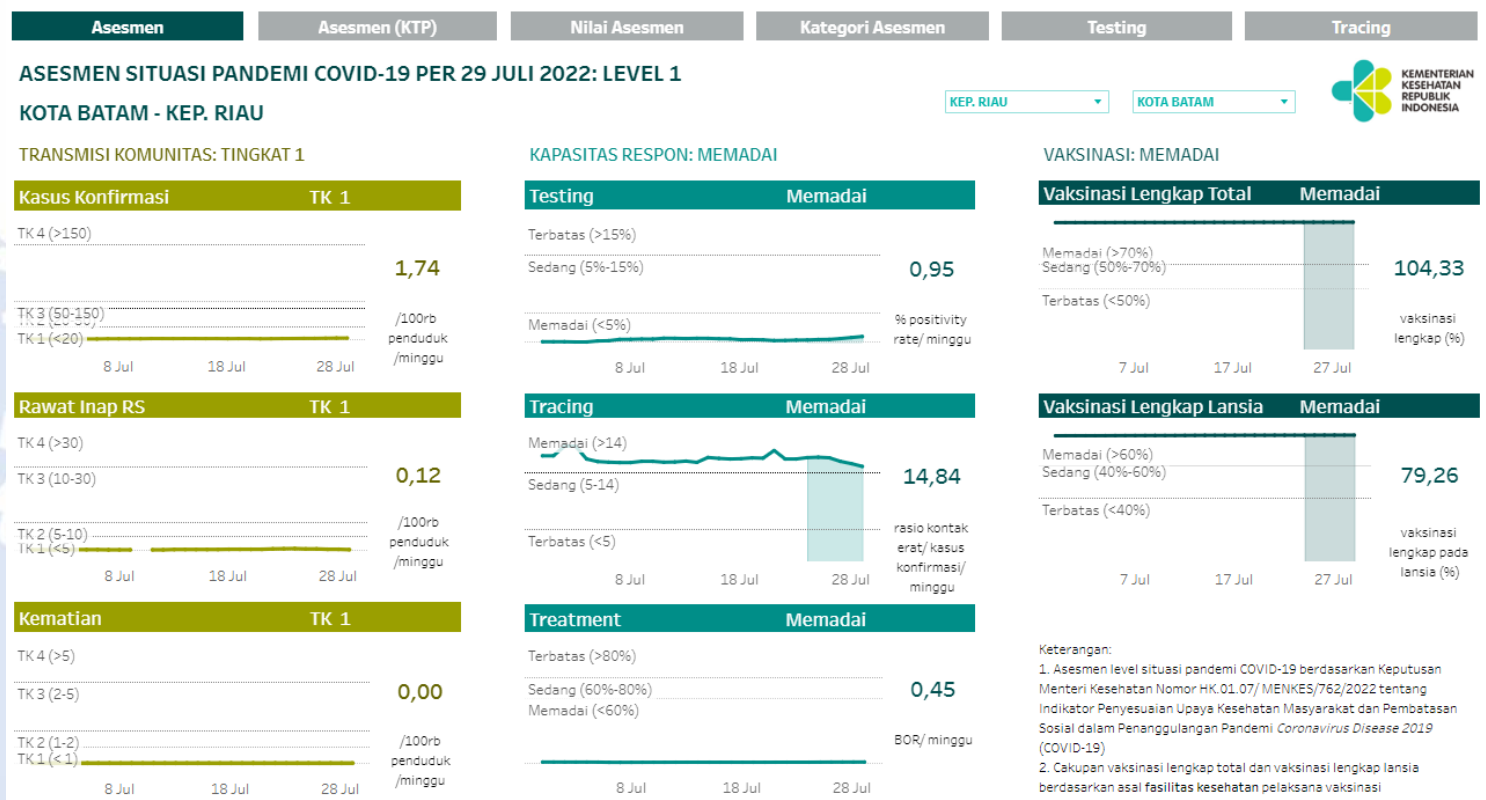 Asesmen
Asesmen (KTP)
Nilai Asesmen
Kategori Asesmen
Testing
Tracing
ASESMEN SITUASI PANDEMI COVID-19 PER 29 JULI 2022: LEVEL 1
KOTA BATAM - KEP. RIAU
KEP. RIAU
KOTA BATAM
KEMENTERIAN
KESEHATAN
REPUBLIK
INDONESIA
TRANSMISI KOMUNITAS: TINGKAT 1
Kasus Konfirmasi TK 1
TK 4 (>150)
TK 3 (50-150)
TK 2 (20-50)
TK 1 (<20)
1,74
/100rb
penduduk
/minggu
8 Jul 18 Jul 28 Jul
Rawat Inap RS TK 1
TK 4 (>30)
TK 3 (10-30)
TK 2 (5-10)
TK 1 (<5)
0,12
/100rb
penduduk
/minggu
8 Jul 18 Jul 28 Jul
Kematian TK 1
TK 4 (>5)
TK 3 (2-5)
TK 2 (1-2)
TK 1 (< 1)
0,00
/100rb
penduduk
/minggu
8 Jul 18 Jul 28 Jul
KAPASITAS RESPON: MEMADAI
Testing Memadai
Terbatas (>15%)
Sedang (5%-15%)
Memadai (<5%)
0,95
% positivity
rate/ minggu
8 Jul 18 Jul 28 Jul
Tracing Memadai
Memadai (>14)
Sedang (5-14)
Terbatas (<5)
14,84
rasio kontak
erat/ kasus
konfirmasi/
minggu
8 Jul 18 Jul 28 Jul
Treatment Memadai
Terbatas (>80%)
Sedang (60%-80%)
Memadai (<60%)
0,45
BOR/ minggu
8 Jul 18 Jul 28 Jul
VAKSINASI: MEMADAI
Vaksinasi Lengkap Total Memadai
Memadai (>70%)
Sedang (50%-70%)
Terbatas (<50%)
104,33
vaksinasi
lengkap (%)
7 Jul 17 Jul 27 Jul
Vaksinasi Lengkap Lansia Memadai
Memadai (>60%)
Sedang (40%-60%)
Terbatas (<40%)
79,26
vaksinasi
lengkap pada
lansia (%)
7 Jul 17 Jul 27 Jul
Keterangan:
1. Asesmen level situasi pandemi COVID-19 berdasarkan Keputusan
Menteri Kesehatan Nomor HK.01.07/ MENKES/762/2022 tentang
Indikator Penyesuaian Upaya Kesehatan Masyarakat dan Pembatasan
Sosial dalam Penanggulangan Pandemi Coronavirus Disease 2019
(COVID-19)
2. Cakupan vaksinasi lengkap total dan vaksinasi lengkap lansia
berdasarkan asal fasilitas kesehatan pelaksana vaksinasi